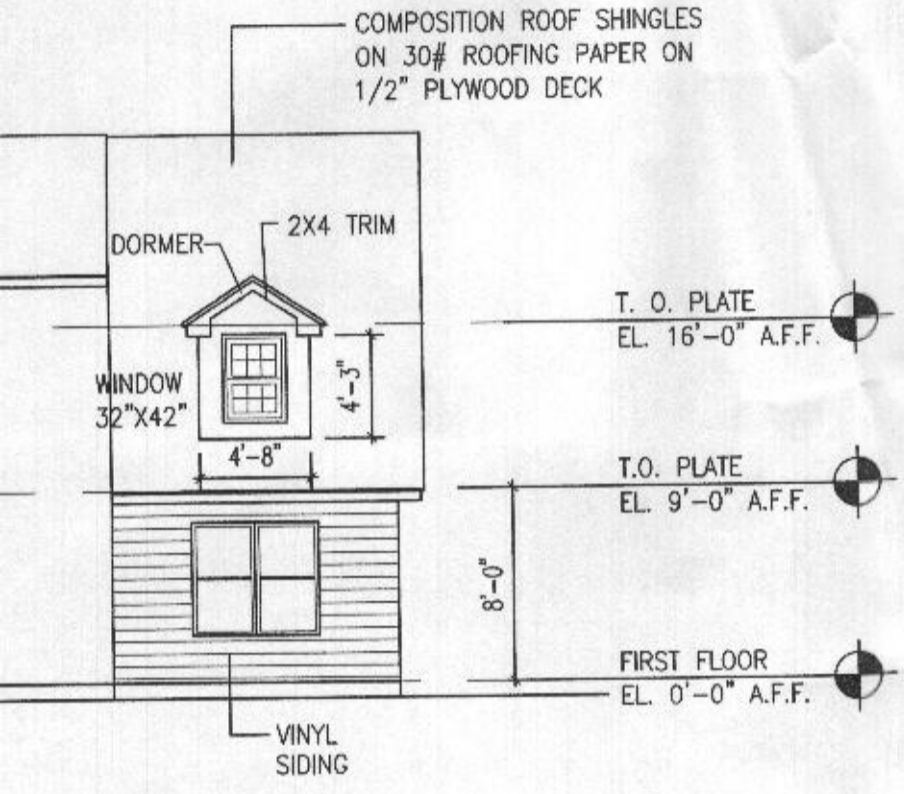 COMPOSITION ROOF SHINGLES
ON 30# ROOFING PAPER ON
1/2" PLYWOOD DECK
2X4 TRIM
DORMER
WINDOW
32"X42"
4'-3"
4'-8"
T. O. PLATE
EL. 16'-0" A.F.F.
T.O. PLATE
EL. 9'-0" A.F.F.
8'-0"
FIRST FLOOR
EL. 0'-0" A.F.F.
VINYL
SIDING